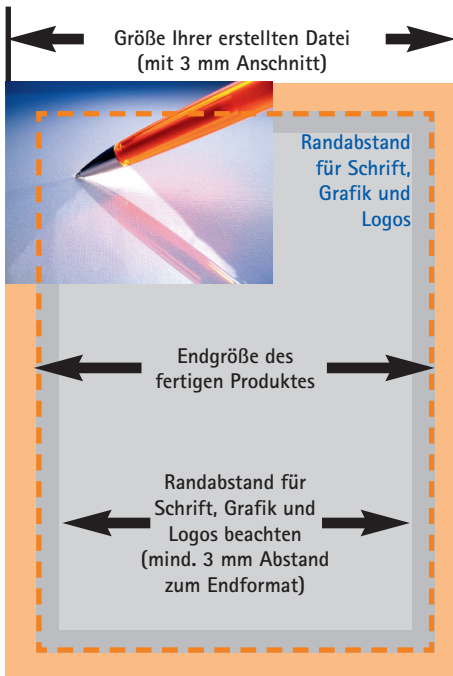 Größe Ihrer erstellten Datei
(mit 3 mm Anschnitt)
Randabstand
für Schrift,
Grafik und
Logos
Endgröße des
fertigen Produktes
Randabstand für
Schrift, Grafik und
Logos beachten
(mind. 3 mm Abstand
zum Endformat)